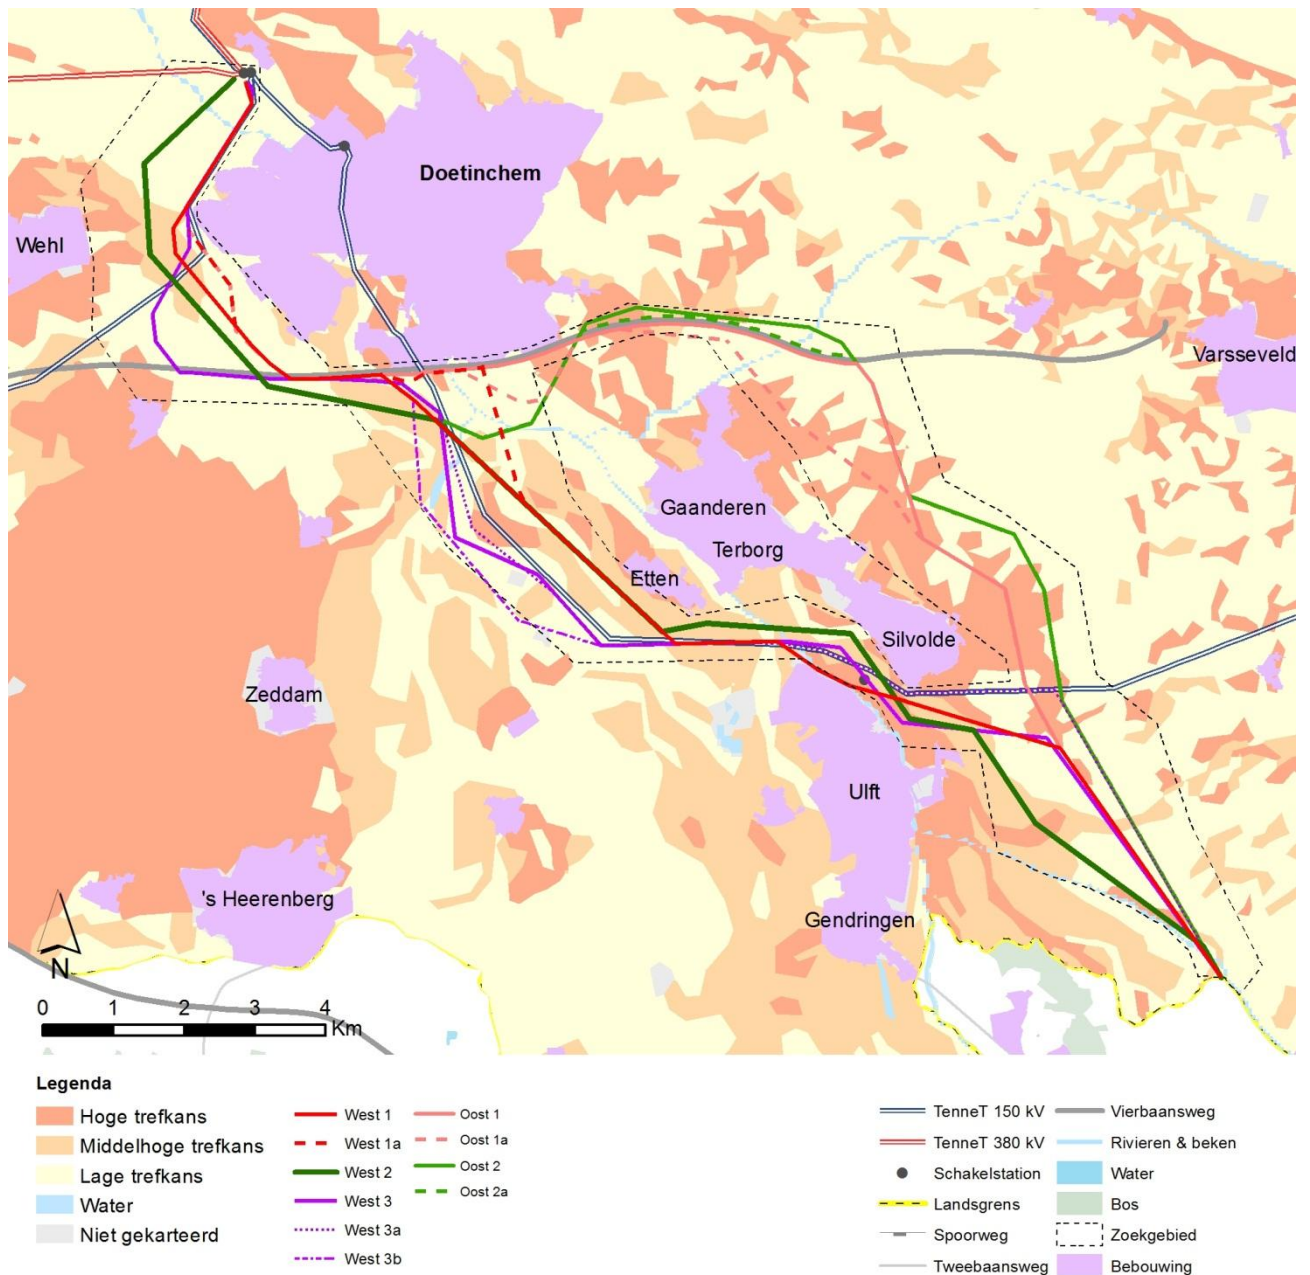 Doetinchem
Wehl
Varsseveld
Gaanderen
Terborg
Etten
Silvolde
Zeddam
Ulft
's Heerenberg
Gendringen
N
0 1 2 3 4
Km
Legenda
Hoge trefkans
Middelhoge trefkans
Lage trefkans
Water
Niet gekarteerd
West 1
West 1a
West 2
West 3
West 3a
West 3b
Oost 1
Oost 1a
Oost 2
Oost 2a
TenneT 150 kV
TenneT 380 kV
Schakelstation
Landsgrens
Spoorweg
Tweebaansweg
Vierbaansweg
Rivieren & beken
Water
Bos
Zoekgebied
Bebouwing